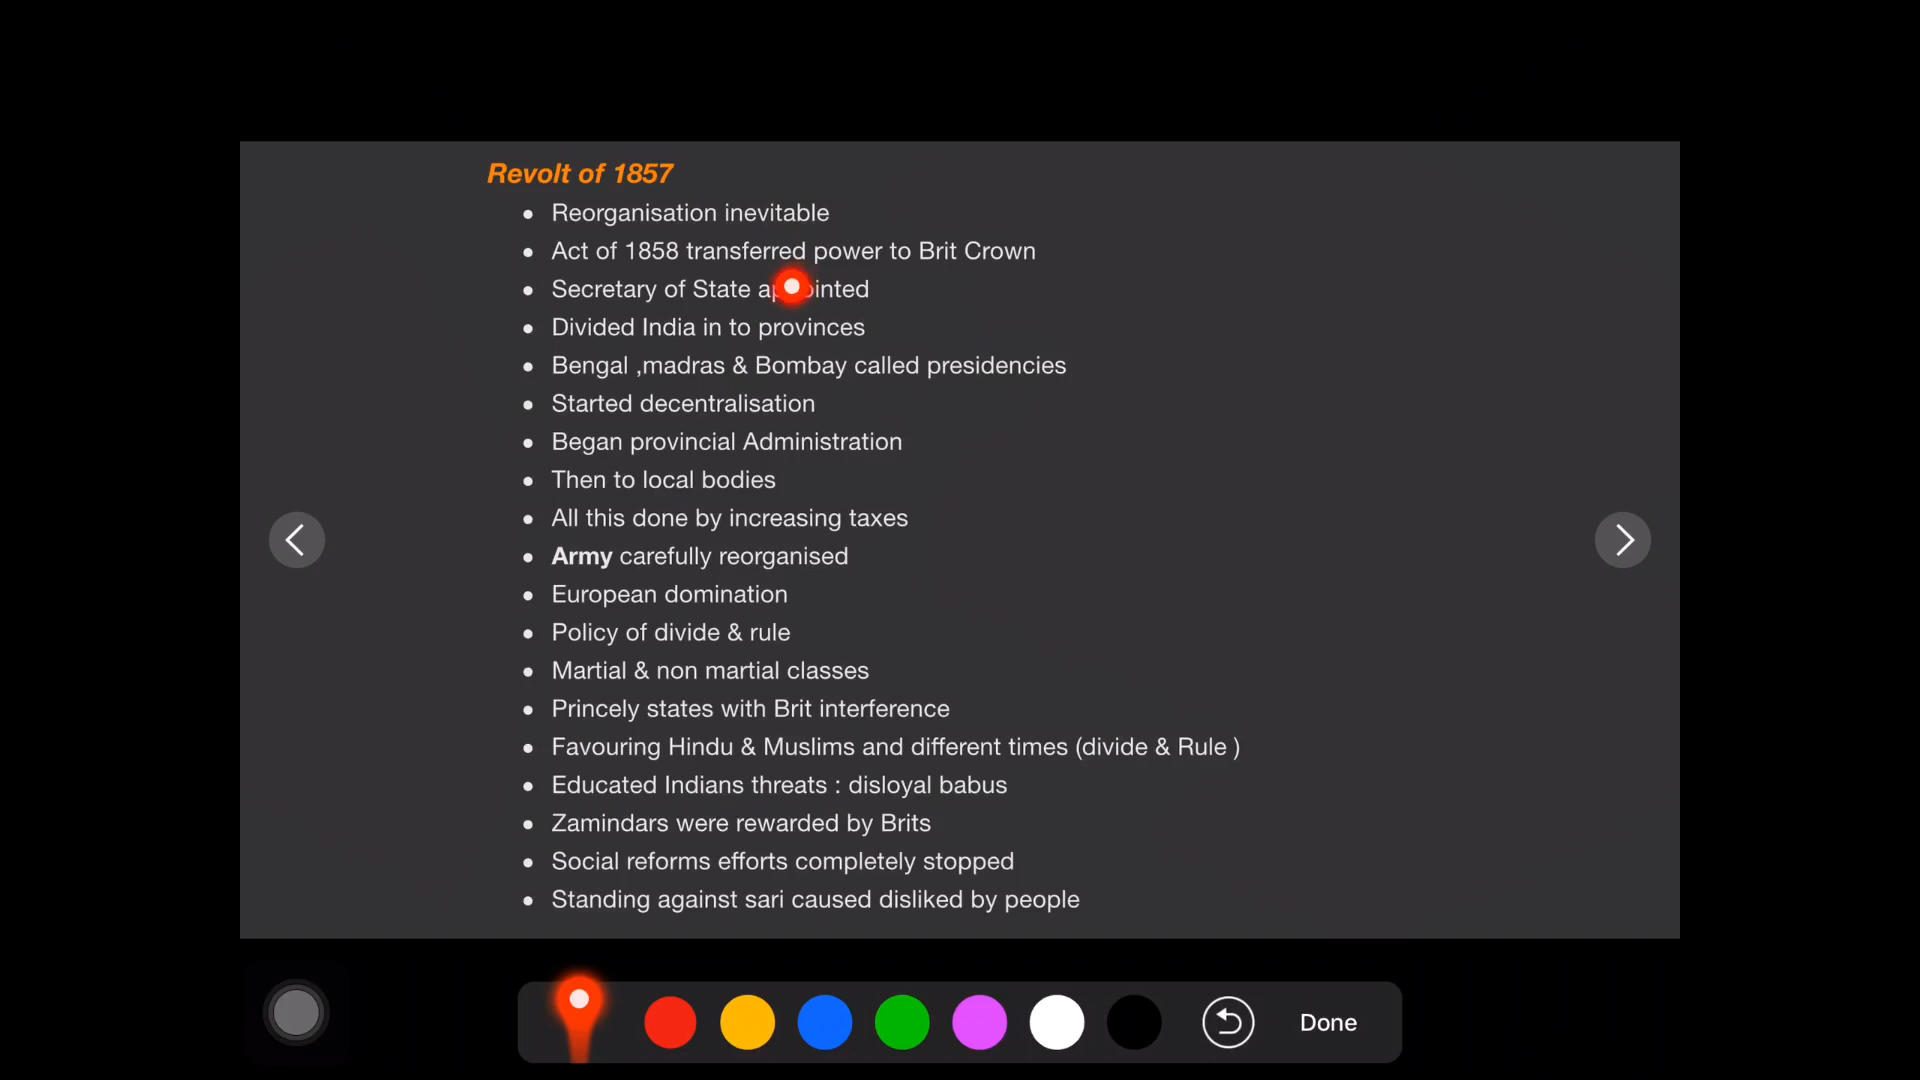 Revolt of 1857
• Reorganisation inevitable
• Act of 1858 transferred power to Brit Crown
• Secretary of State appointed
• Divided India in to provinces
• Bengal ,madras & Bombay called presidencies
• Started decentralisation
• Began provincial Administration
• Then to local bodies
• All this done by increasing taxes
• Army carefully reorganised
• European domination
• Policy of divide & rule
• Martial & non martial classes
• Princely states with Brit interference
• Favouring Hindu & Muslims and different times (divide & Rule )
• Educated Indians threats : disloyal babus
• Zamindars were rewarded by Brits
• Social reforms efforts completely stopped
• Standing against sari caused disliked by people
Done